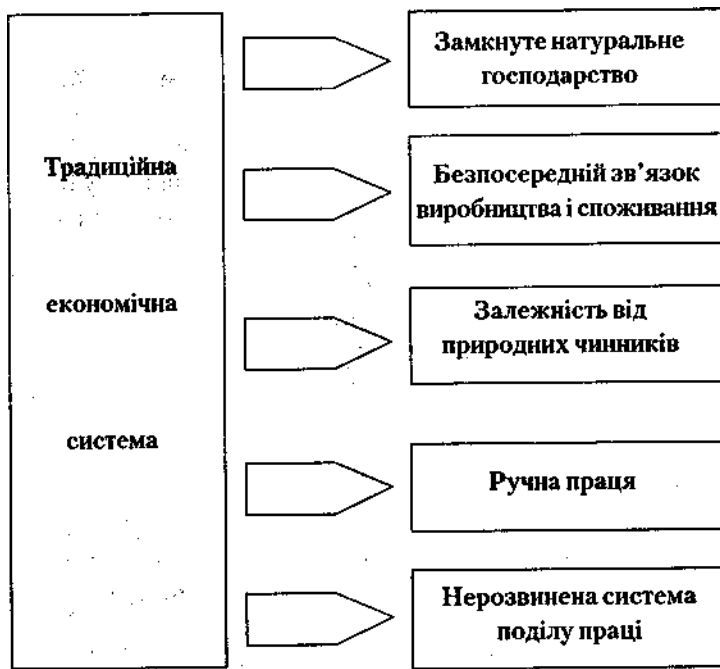 Традиційна
економічна
система
Замкнуте натуральне
господарство
Безпосередній зв’язок
виробництва і споживання
Залежність від
природних чинників
Ручна праця
Нерозвинена система
поділу праці